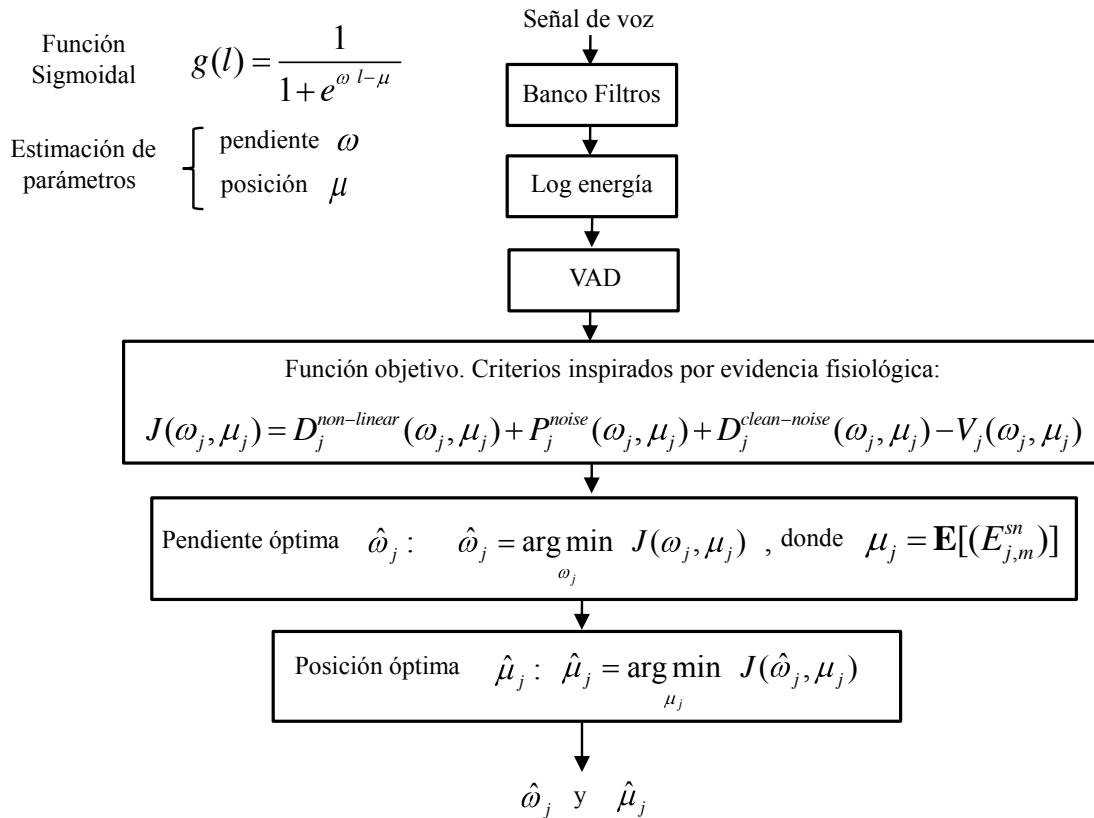 Función
Sigmoidal
g(l) = 1 / (1 + e^{ω l−μ})
Estimación de
parámetros
pendiente ω
posición μ
Señal de voz
Banco Filtros
Log energía
VAD
Función objetivo. Criterios inspirados por evidencia fisiológica:
J(ω_j, μ_j) = D_j^{non−linear}(ω_j, μ_j) + P_j^{noise}(ω_j, μ_j) + D_j^{clean−noise}(ω_j, μ_j) − V_j(ω_j, μ_j)
Pendiente óptima ω̂_j : ω̂_j = arg min_{ω_j} J(ω_j, μ_j) , donde μ_j = E[(E_{j,m}^{sn})]
Posición óptima μ̂_j : μ̂_j = arg min_{μ_j} J(ω̂_j, μ_j)
ω̂_j y μ̂_j